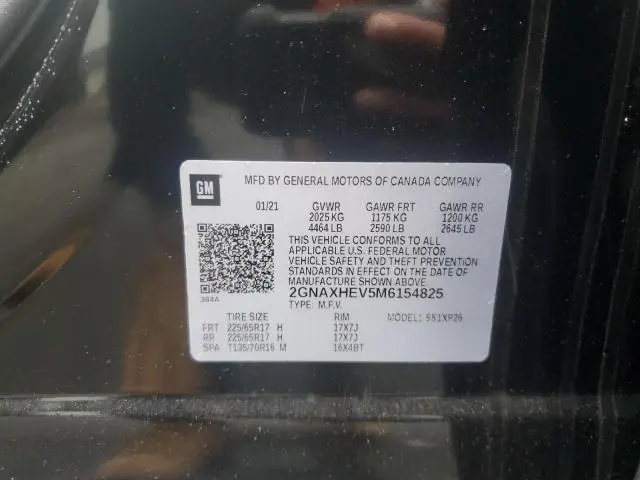 GM
MFD BY GENERAL MOTORS OF CANADA COMPANY
01/21 GVWR GAWR FRT GAWR RR
2025 KG 1175 KG 1200 KG
4464 LB 2590 LB 2645 LB
THIS VEHICLE CONFORMS TO ALL
APPLICABLE U.S. FEDERAL MOTOR
VEHICLE SAFETY AND THEFT PREVENTION
STANDARDS IN EFFECT ON THE DATE OF
MANUFACTURE SHOWN ABOVE.
384A 2GNAXHEV5M6154825
TYPE: M.P.V.
TIRE SIZE RIM MODEL: 551XP26
FRT 225/65R17 H 17X7J
RR 225/65R17 H 17X7J
SPA T135/70R16 M 16X4BT